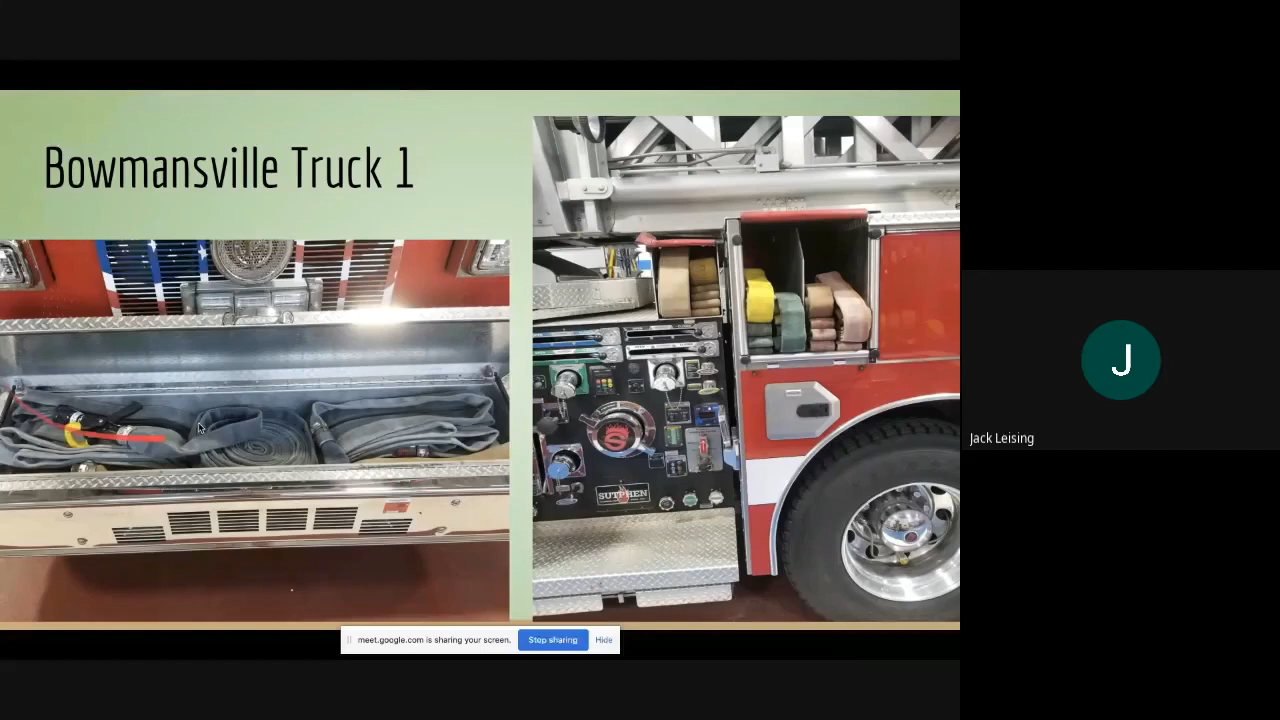 Bowmansville Truck 1
SUTPHEN
meet.google.com is sharing your screen.
Stop sharing
Hide
J
Jack Leising